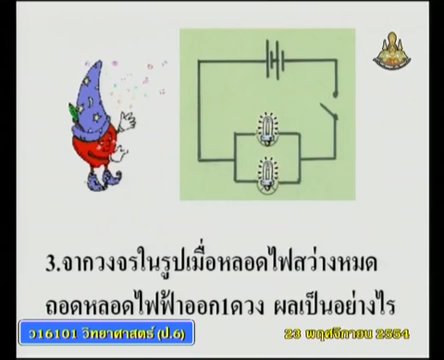 3.จากวงจรในรูปเมื่อหลอดไฟสว่างหมด
ถอดหลอดไฟฟ้าออก1ดวง ผลเป็นอย่างไร
ว16101 วิทยาศาสตร์ (ป.6)
23 พฤศจิกายน 2554